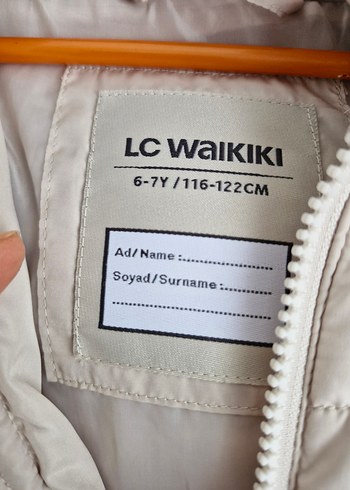 LC WAIKIKI
6-7Y / 116-122CM
Ad/Name :........................
Soyad/Surname :............
..........................................